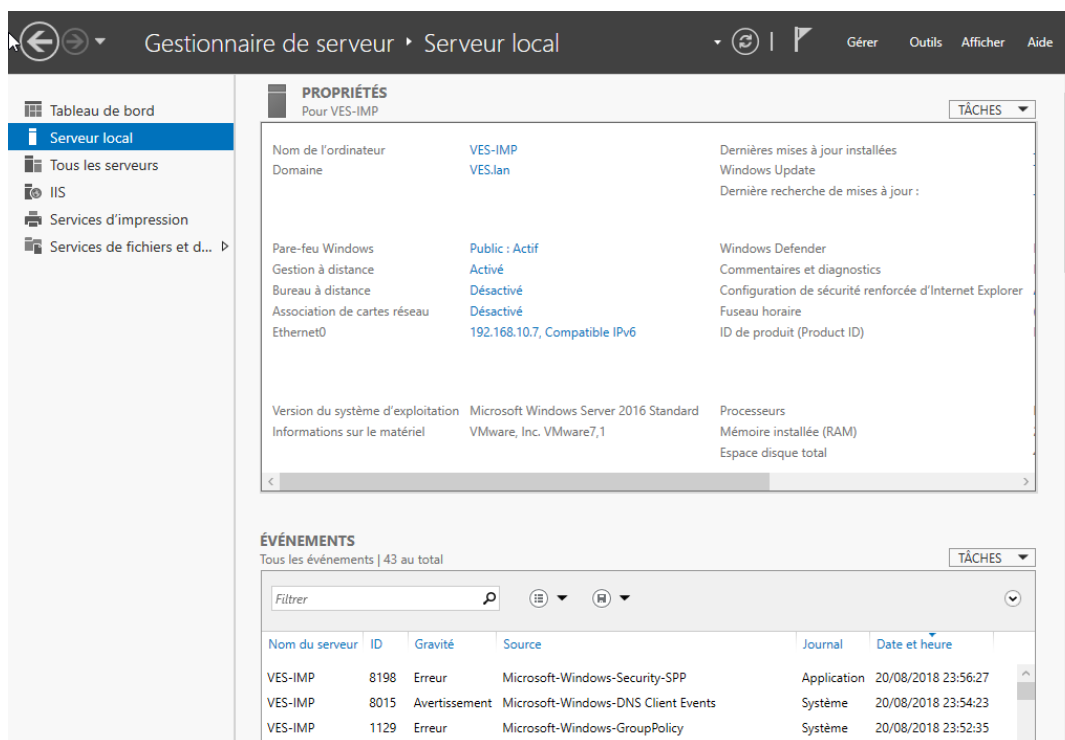 Gestionnaire de serveur ‣ Serveur local
Gérer Outils Afficher Aide
Tableau de bord
Serveur local
Tous les serveurs
IIS
Services d'impression
Services de fichiers et d...
PROPRIÉTÉS
Pour VES-IMP
TÂCHES
Nom de l'ordinateur VES-IMP Dernières mises à jour installées
Domaine VES.lan Windows Update
Dernière recherche de mises à jour :
Pare-feu Windows Public : Actif Windows Defender
Gestion à distance Activé Commentaires et diagnostics
Bureau à distance Désactivé Configuration de sécurité renforcée d'Internet Explorer
Association de cartes réseau Désactivé Fuseau horaire
Ethernet0 192.168.10.7, Compatible IPv6 ID de produit (Product ID)
Version du système d'exploitation Microsoft Windows Server 2016 Standard Processeurs
Informations sur le matériel VMware, Inc. VMware7,1 Mémoire installée (RAM)
Espace disque total
ÉVÉNEMENTS
Tous les événements | 43 au total
TÂCHES
Filtrer
Nom du serveur ID Gravité Source Journal Date et heure
VES-IMP 8198 Erreur Microsoft-Windows-Security-SPP Application 20/08/2018 23:56:27
VES-IMP 8015 Avertissement Microsoft-Windows-DNS Client Events Système 20/08/2018 23:54:23
VES-IMP 1129 Erreur Microsoft-Windows-GroupPolicy Système 20/08/2018 23:52:35